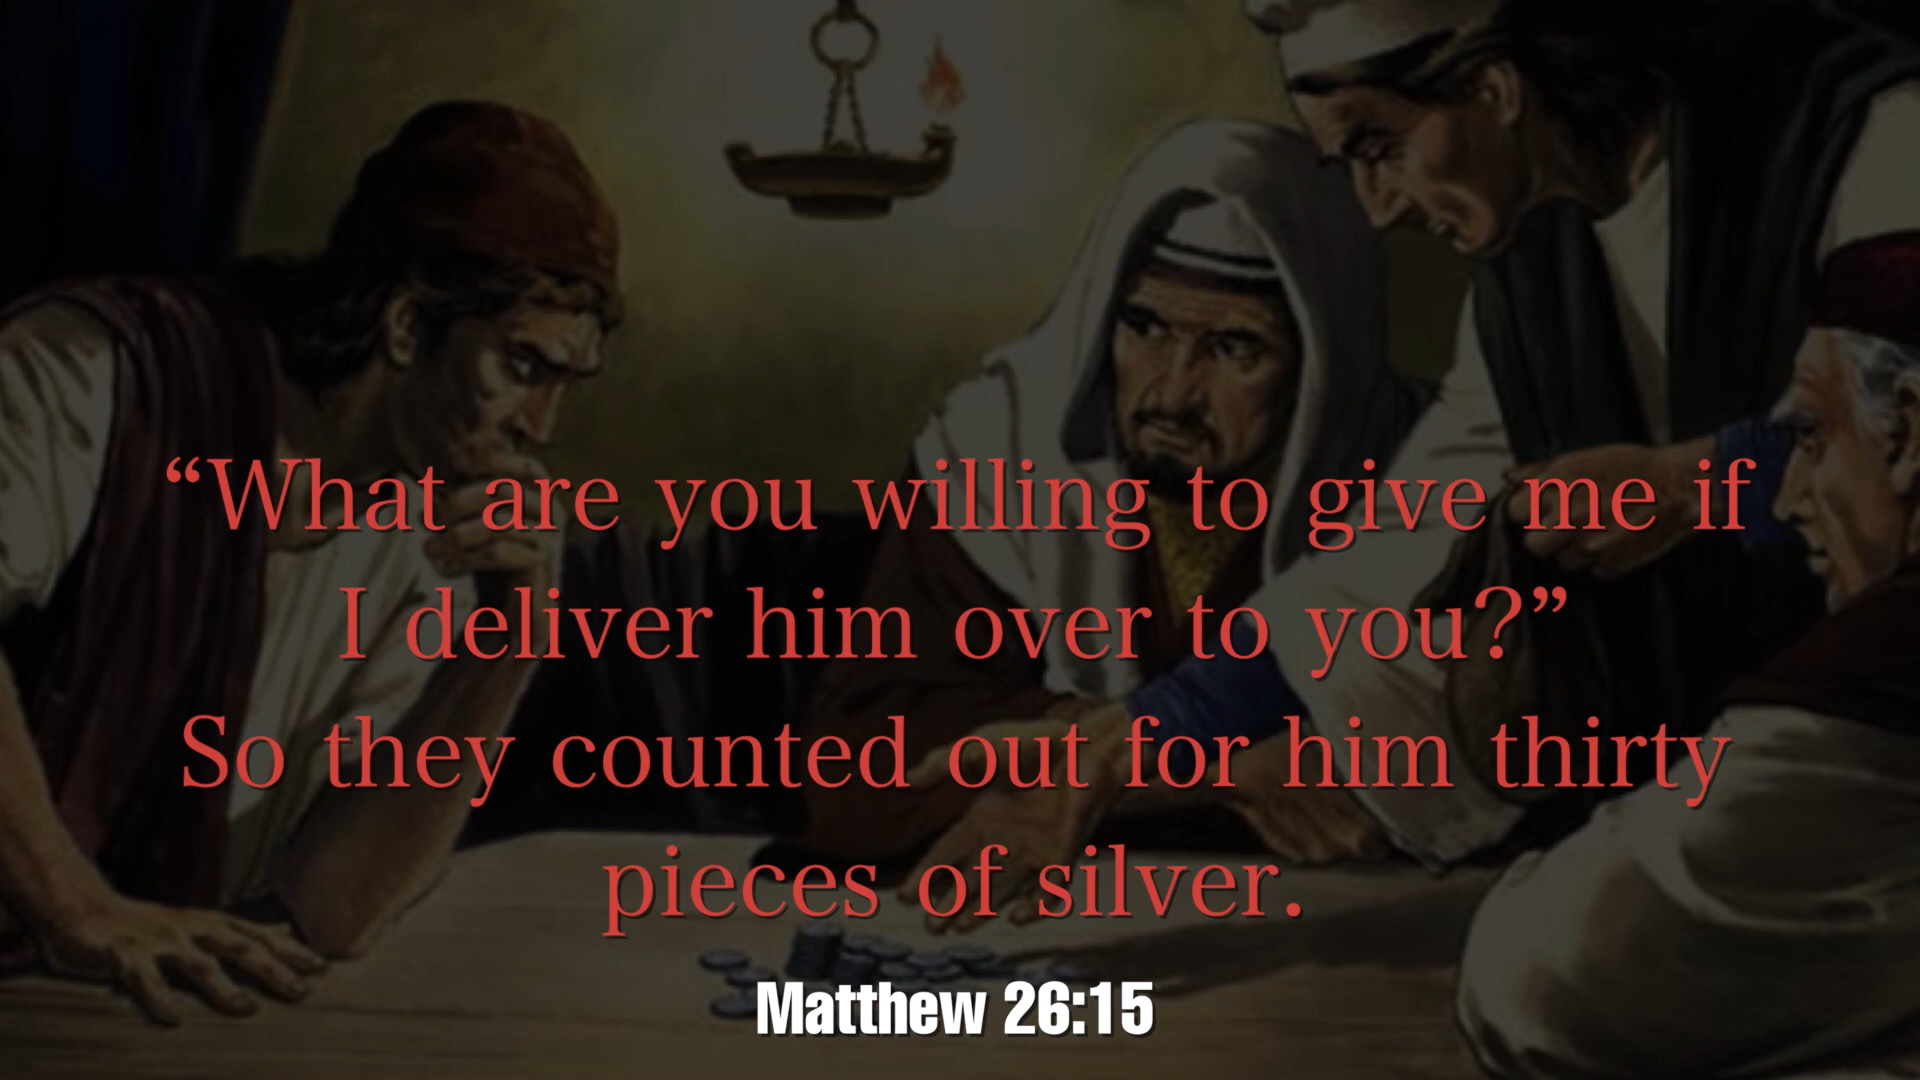 “What are you willing to give me if
I deliver him over to you?”
So they counted out for him thirty
pieces of silver.
Matthew 26:15